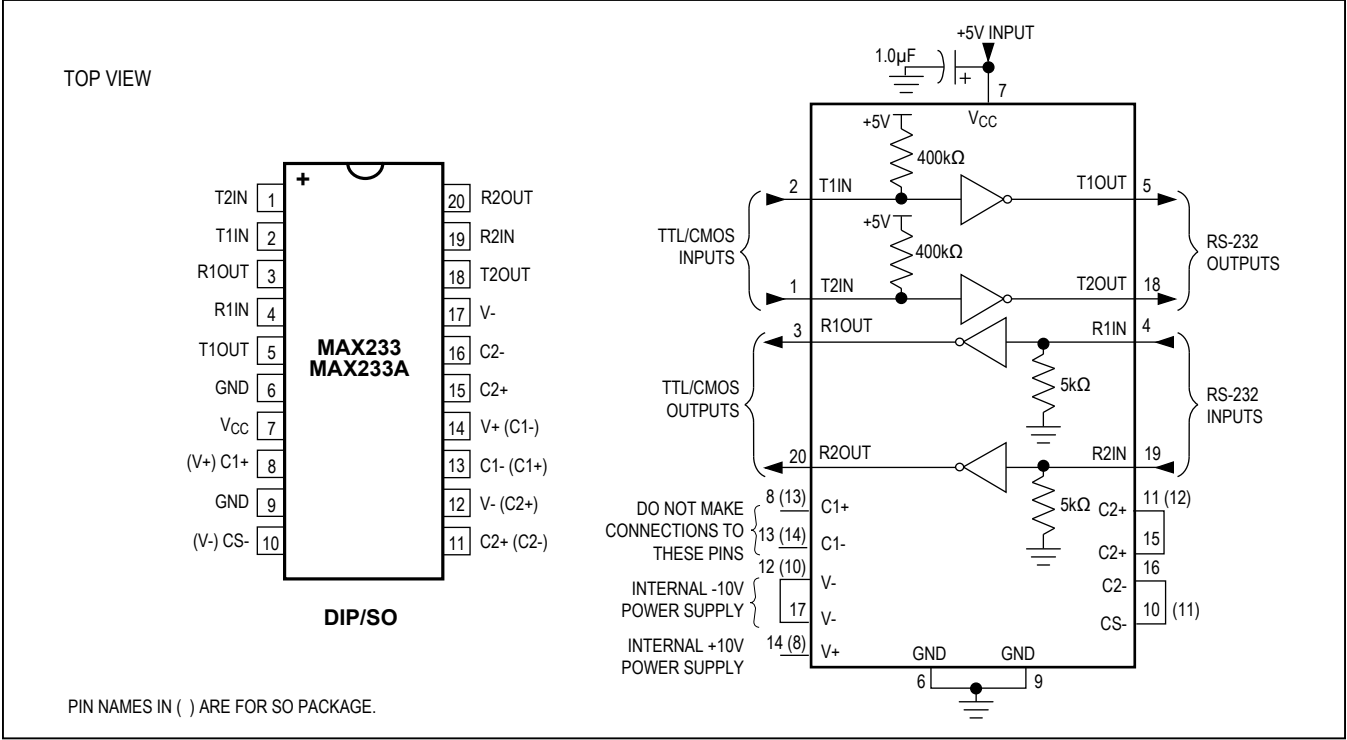 TOP VIEW
+
T2IN 1
T1IN 2
R1OUT 3
R1IN 4
T1OUT 5
GND 6
VCC 7
(V+) C1+ 8
GND 9
(V-) CS- 10
20 R2OUT
19 R2IN
18 T2OUT
17 V-
16 C2-
15 C2+
14 V+ (C1-)
13 C1- (C1+)
12 V- (C2+)
11 C2+ (C2-)
MAX233
MAX233A
DIP/SO
PIN NAMES IN ( ) ARE FOR SO PACKAGE.
+5V INPUT
1.0µF
+
7
VCC
+5V
400kΩ
2 T1IN
T1OUT 5
+5V
400kΩ
1 T2IN
T2OUT 18
TTL/CMOS
INPUTS
RS-232
OUTPUTS
3 R1OUT
R1IN 4
5kΩ
TTL/CMOS
OUTPUTS
RS-232
INPUTS
20 R2OUT
R2IN 19
5kΩ
DO NOT MAKE
CONNECTIONS TO
THESE PINS
8 (13) C1+
13 (14) C1-
INTERNAL -10V
POWER SUPPLY
12 (10) V-
17 V-
INTERNAL +10V
POWER SUPPLY
14 (8) V+
C2+ 11 (12)
C2+ 15
C2- 16
CS- 10 (11)
GND GND
6 9